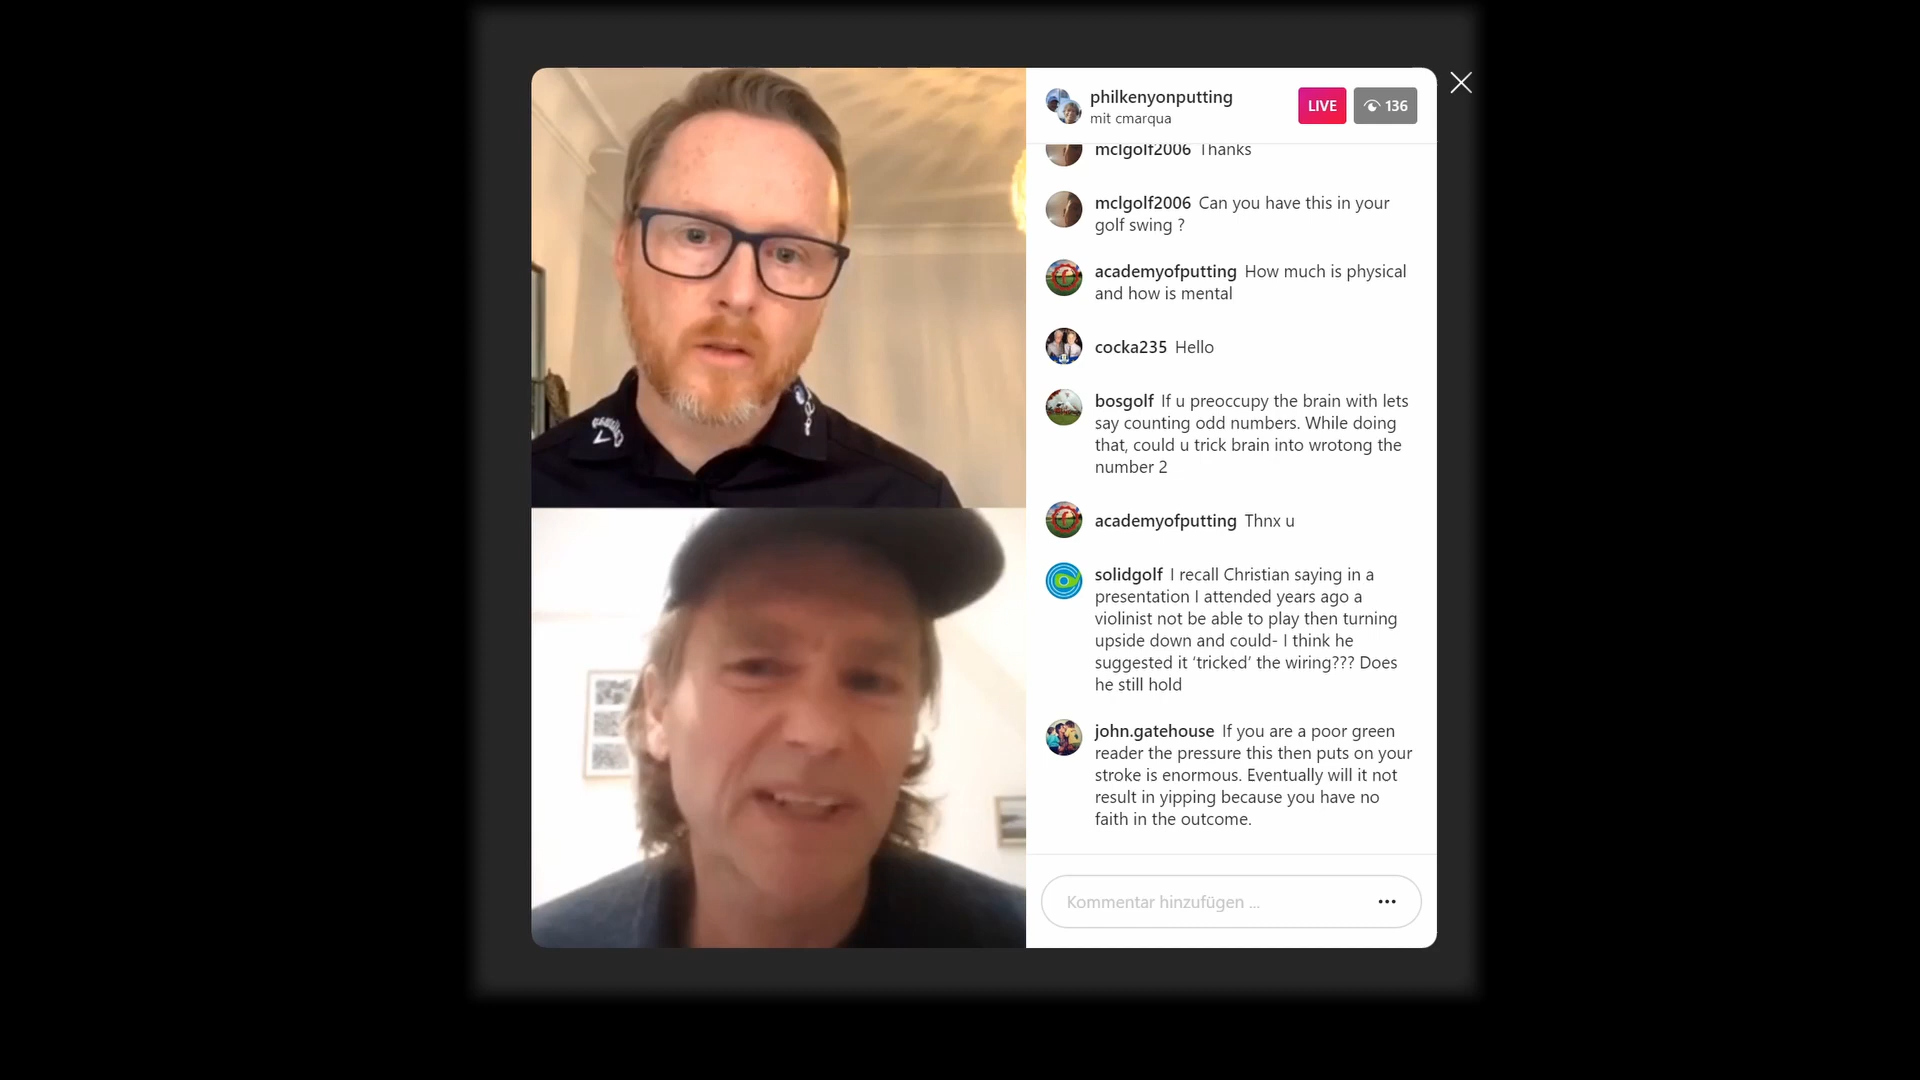 philkenyonputting
mit cmarqua
LIVE
136
mclgolf2006 Thanks
mclgolf2006 Can you have this in your
golf swing ?
academyofputting How much is physical
and how is mental
cocka235 Hello
bosgolf If u preoccupy the brain with lets
say counting odd numbers. While doing
that, could u trick brain into wrotong the
number 2
academyofputting Thnx u
solidgolf I recall Christian saying in a
presentation I attended years ago a
violinist not be able to play then turning
upside down and could- I think he
suggested it ‘tricked’ the wiring??? Does
he still hold
john.gatehouse If you are a poor green
reader the pressure this then puts on your
stroke is enormous. Eventually will it not
result in yipping because you have no
faith in the outcome.
Kommentar hinzufügen ...